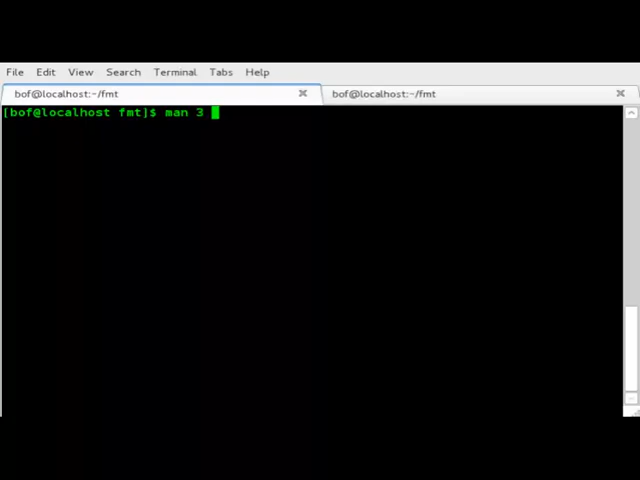 File Edit View Search Terminal Tabs Help
bof@localhost:~/fmt bof@localhost:~/fmt
[bof@localhost fmt]$ man 3